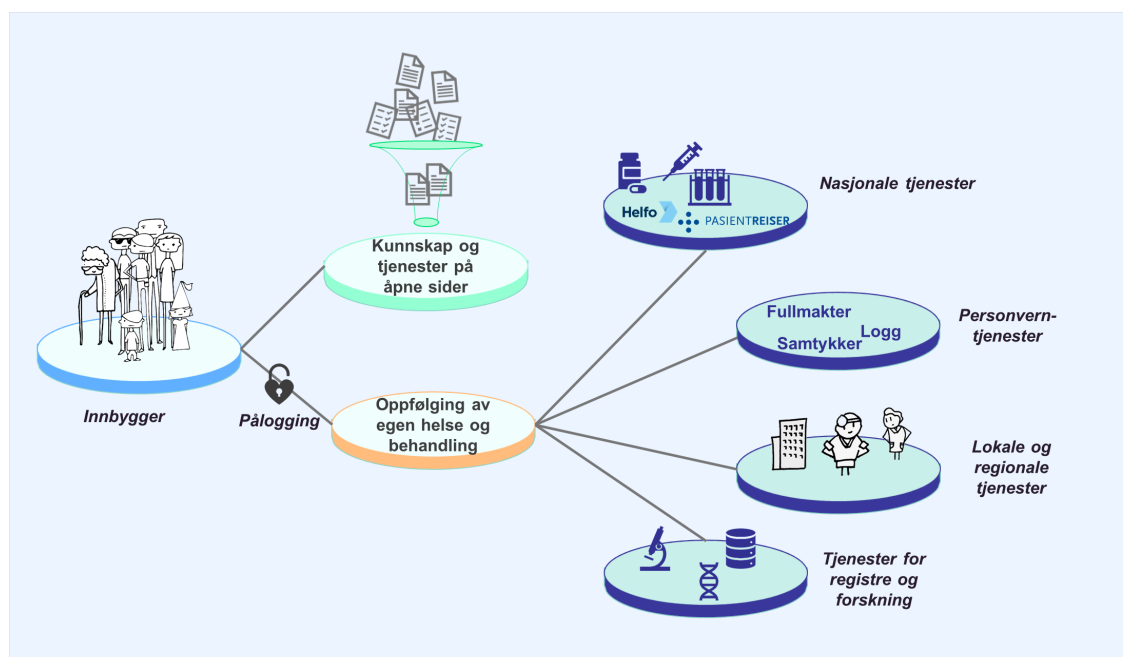 Innbygger
Pålogging
Kunnskap og
tjenester på
åpne sider
Oppfølging av
egen helse og
behandling
Helfo
PASIENTREISER
Nasjonale tjenester
Fullmakter
Logg
Samtykker
Personvern-
tjenester
Lokale og
regionale
tjenester
Tjenester for
registre og
forskning